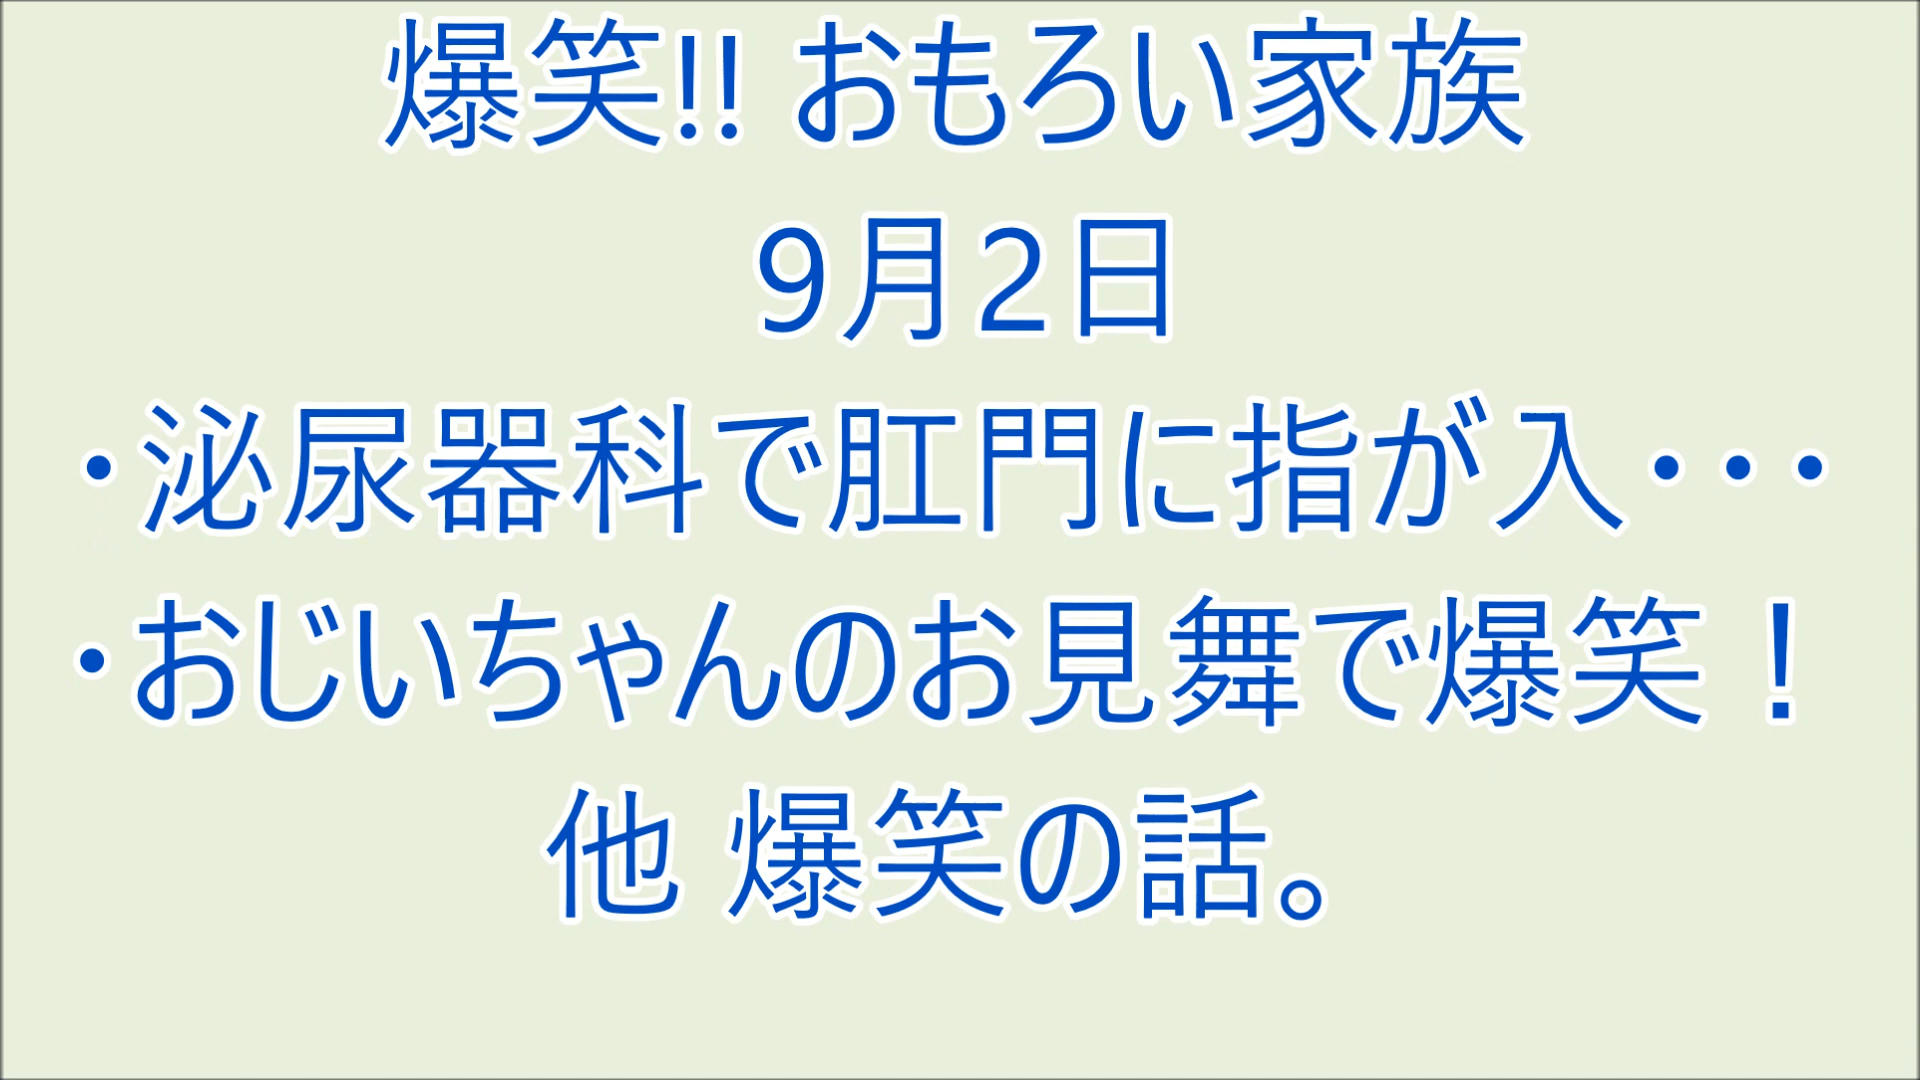 爆笑!! おもろい家族
9月2日
・泌尿器科で肛門に指が入・・・
・おじいちゃんのお見舞で爆笑！
他 爆笑の話。